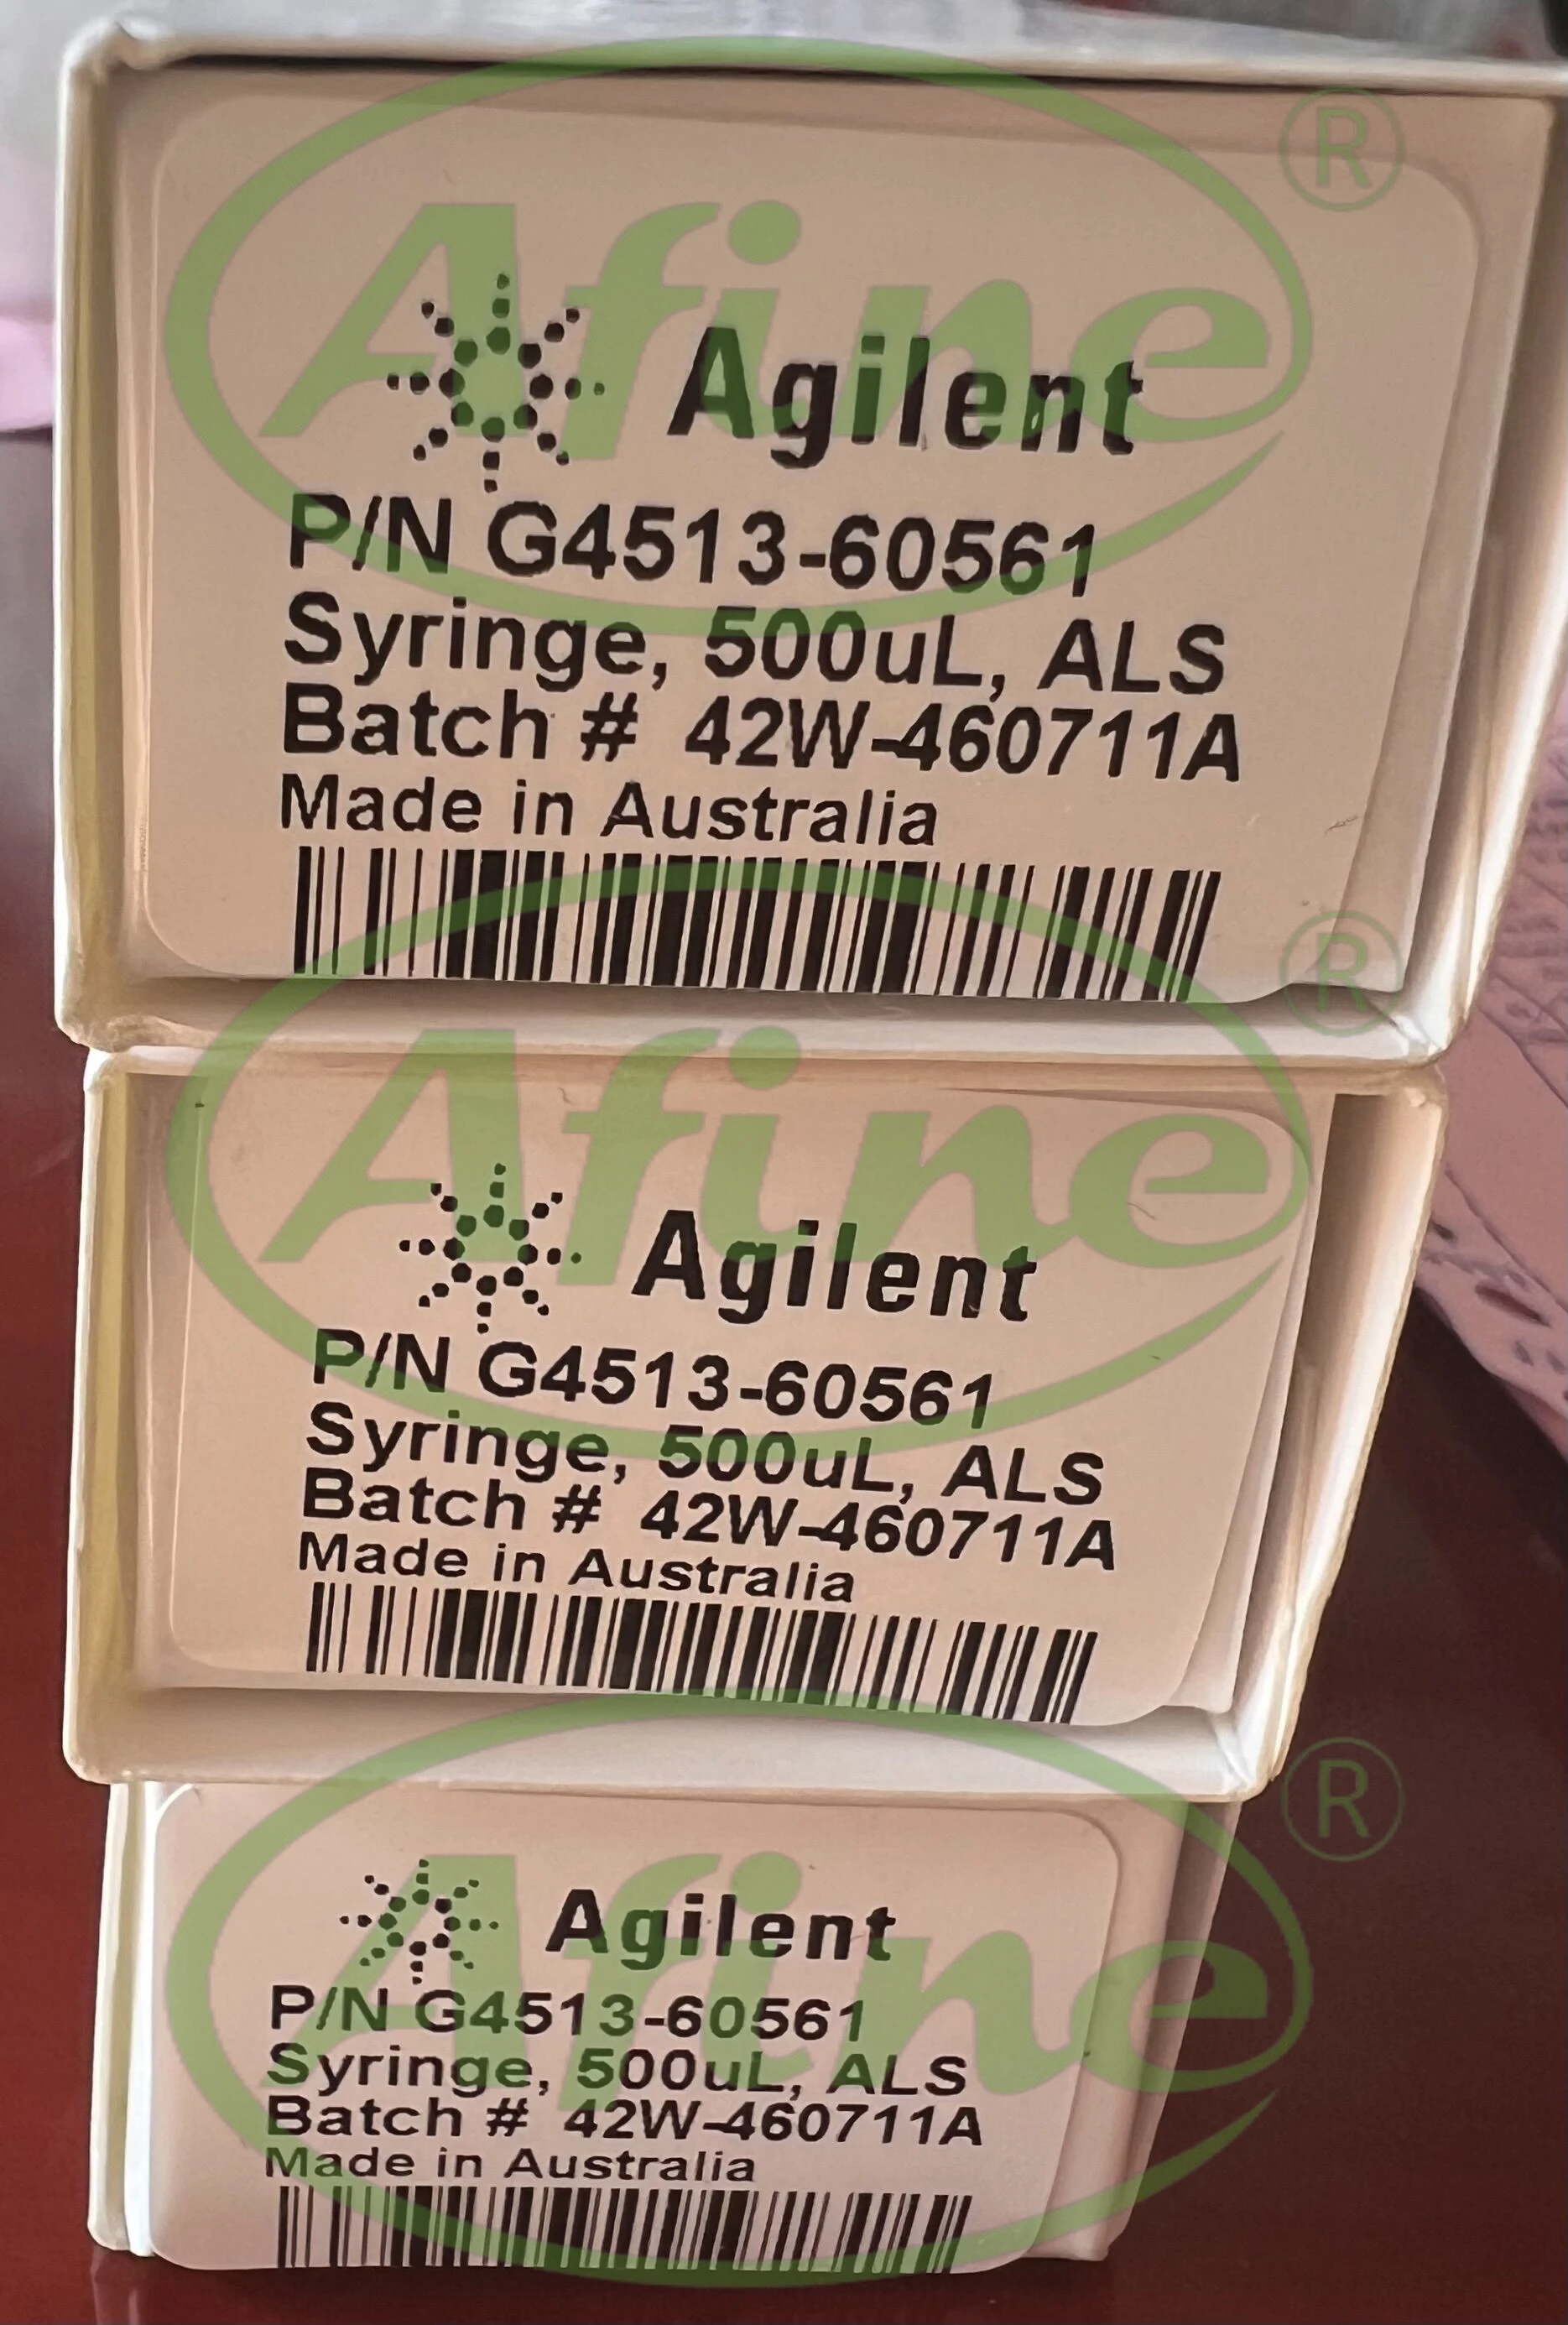 Afine ®
Agilent
P/N G4513-60561
Syringe, 500uL, ALS
Batch # 42W-460711A
Made in Australia
Afine ®
Agilent
P/N G4513-60561
Syringe, 500uL, ALS
Batch # 42W-460711A
Made in Australia
Afine ®
Agilent
P/N G4513-60561
Syringe, 500uL, ALS
Batch # 42W-460711A
Made in Australia